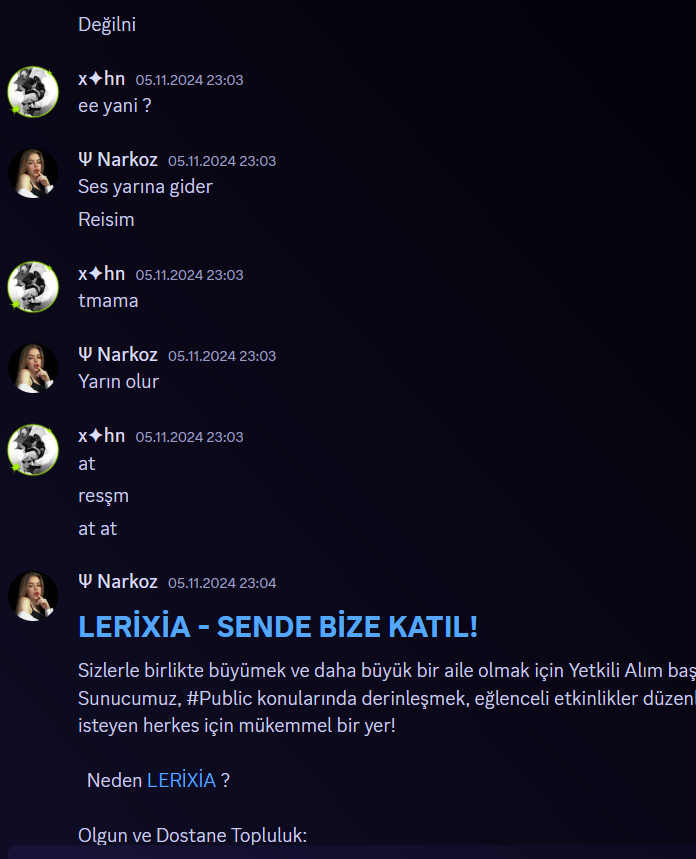 Değilni
x✦hn 05.11.2024 23:03
ee yani ?
Ψ Narkoz 05.11.2024 23:03
Ses yarına gider
Reisim
x✦hn 05.11.2024 23:03
tmama
Ψ Narkoz 05.11.2024 23:03
Yarın olur
x✦hn 05.11.2024 23:03
at
resşm
at at
Ψ Narkoz 05.11.2024 23:04
LERİXİA - SENDE BİZE KATIL!
Sizlerle birlikte büyümek ve daha büyük bir aile olmak için Yetkili Alım baş
Sunucumuz, #Public konularında derinleşmek, eğlenceli etkinlikler düzenl
isteyen herkes için mükemmel bir yer!
Neden LERİXİA ?
Olgun ve Dostane Topluluk: